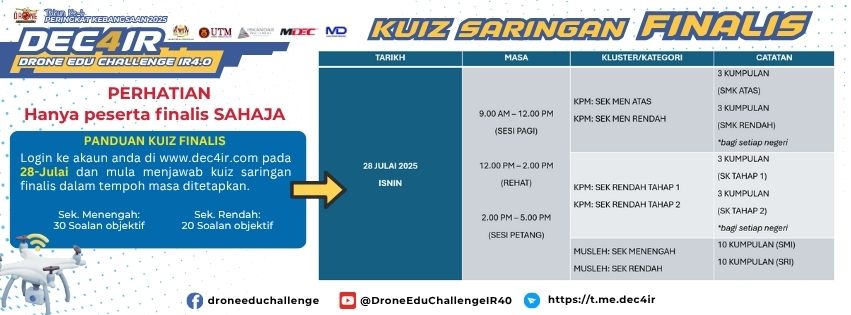 DRONE
PERINGKAT KEBANGSAAN 2025
UTM
MDEC
MD
DEC4IR
DRONE EDU CHALLENGE IR4.0
KUIZ SARINGAN FINALIS
PERHATIAN
Hanya peserta finalis SAHAJA
PANDUAN KUIZ FINALIS
Login ke akaun anda di www.dec4ir.com pada
28-Julai dan mula menjawab kuiz saringan
finalis dalam tempoh masa ditetapkan.
Sek. Menengah:
30 Soalan objektif
Sek. Rendah:
20 Soalan objektif
TARIKH
MASA
KLUSTER/KATEGORI
CATATAN
28 JULAI 2025
ISNIN
9.00 AM – 12.00 PM
(SESI PAGI)
12.00 PM – 2.00 PM
(REHAT)
2.00 PM – 5.00 PM
(SESI PETANG)
KPM: SEK MEN ATAS
KPM: SEK MEN RENDAH
3 KUMPULAN
(SMK ATAS)
3 KUMPULAN
(SMK RENDAH)
*bagi setiap negeri
KPM: SEK RENDAH TAHAP 1
KPM: SEK RENDAH TAHAP 2
3 KUMPULAN
(SK TAHAP 1)
3 KUMPULAN
(SK TAHAP 2)
*bagi setiap negeri
MUSLEH: SEK MENENGAH
MUSLEH: SEK RENDAH
10 KUMPULAN (SMI)
10 KUMPULAN (SRI)
droneeduchallenge
@DroneEduChallengeIR40
https://t.me.dec4ir